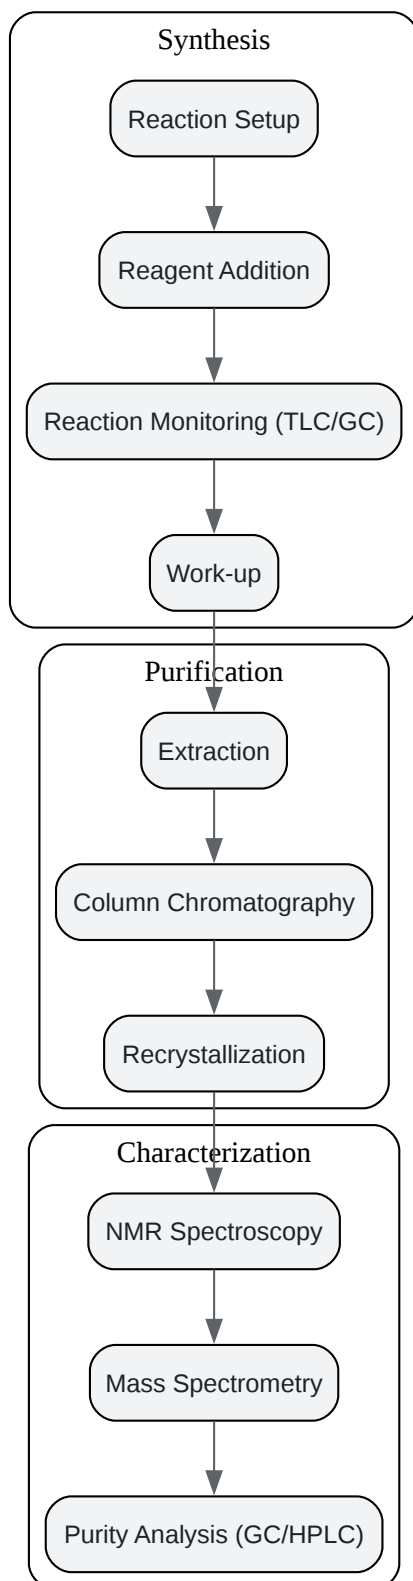 Synthesis
Reaction Setup
Reagent Addition
Reaction Monitoring (TLC/GC)
Work-up
Purification
Extraction
Column Chromatography
Recrystallization
Characterization
NMR Spectroscopy
Mass Spectrometry
Purity Analysis (GC/HPLC)